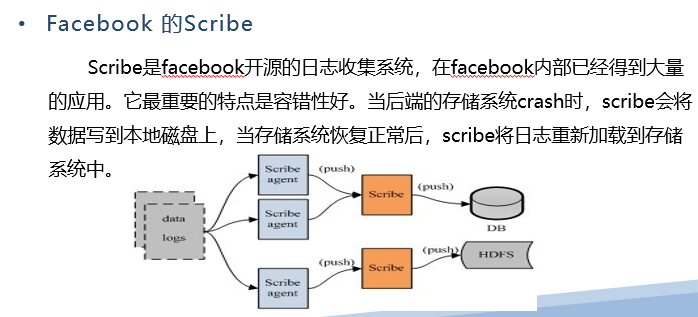 • Facebook 的Scribe
Scribe是facebook开源的日志收集系统，在facebook内部已经得到大量
的应用。它最重要的特点是容错性好。当后端的存储系统crash时，scribe会将
数据写到本地磁盘上，当存储系统恢复正常后，scribe将日志重新加载到存储
系统中。
data
logs
Scribe
agent
(push)
Scribe
agent
Scribe
(push)
DB
Scribe
agent
(push)
Scribe
(push)
HDFS